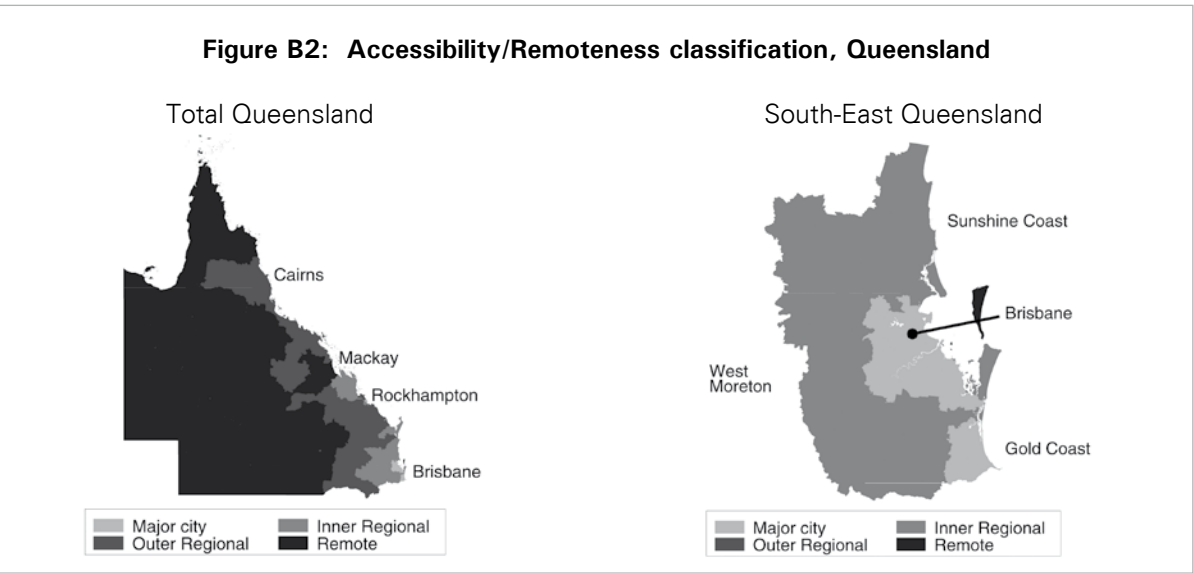 Figure B2: Accessibility/Remoteness classification, Queensland
Total Queensland
Cairns
Mackay
Rockhampton
Brisbane
Major city
Inner Regional
Outer Regional
Remote
South-East Queensland
Sunshine Coast
Brisbane
West
Moreton
Gold Coast
Major city
Inner Regional
Outer Regional
Remote